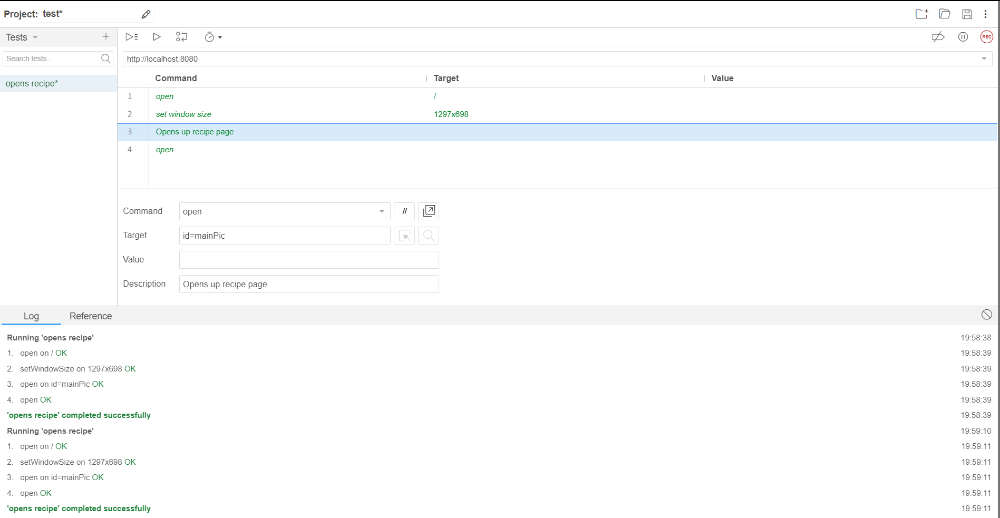 Project: test*
Tests
Search tests...
REC
http://localhost:8080
opens recipe*
Command Target Value
1 open /
2 set window size 1297x698
3 Opens up recipe page
4 open
Command open //
Target id=mainPic
Value
Description Opens up recipe page
Log Reference
Running 'opens recipe' 19:58:38
1. open on / OK 19:58:39
2. setWindowSize on 1297x698 OK 19:58:39
3. open on id=mainPic OK 19:58:39
4. open OK 19:58:39
'opens recipe' completed successfully 19:58:39
Running 'opens recipe' 19:59:10
1. open on / OK 19:59:11
2. setWindowSize on 1297x698 OK 19:59:11
3. open on id=mainPic OK 19:59:11
4. open OK 19:59:11
'opens recipe' completed successfully 19:59:11